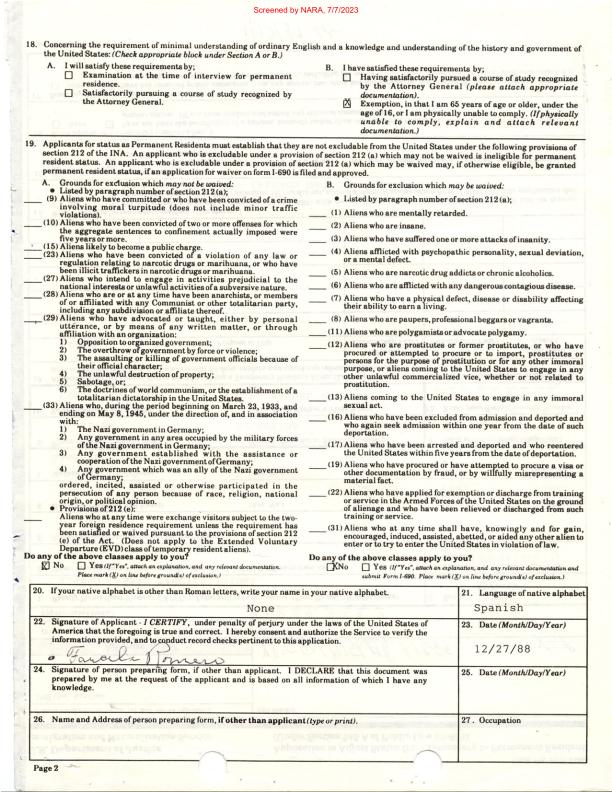 Screened by NARA, 7/7/2023
18. Concerning the requirement of minimal understanding of ordinary English and a knowledge and understanding of the history and government of
the United States: (Check appropriate block under Section A or B.)
A. I will satisfy these requirements by;
Examination at the time of interview for permanent
residence.
Satisfactorily pursuing a course of study recognized by
the Attorney General.
B. I have satisfied these requirements by;
Having satisfactorily pursued a course of study recognized
by the Attorney General (please attach appropriate
documentation).
X Exemption, in that I am 65 years of age or older, under the
age of 16, or I am physically unable to comply. (If physically
unable to comply, explain and attach relevant
documentation.)
19. Applicants for status as Permanent Residents must establish that they are not excludable from the United States under the following provisions of
section 212 of the INA. An applicant who is excludable under a provision of section 212 (a) which may not be waived is ineligible for permanent
resident status. An applicant who is excludable under a provision of section 212 (a) which may be waived may, if otherwise eligible, be granted
permanent resident status, if an application for waiver on form I-690 is filed and approved.
A. Grounds for exclusion which may not be waived:
• Listed by paragraph number of section 212 (a);
(9) Aliens who have committed or who have been convicted of a crime
involving moral turpitude (does not include minor traffic
violations).
(10) Aliens who have been convicted of two or more offenses for which
the aggregate sentences to confinement actually imposed were
five years or more.
(15) Aliens likely to become a public charge.
(23) Aliens who have been convicted of a violation of any law or
regulation relating to narcotic drugs or marihuana, or who have
been illicit traffickers in narcotic drugs or marihuana.
(27) Aliens who intend to engage in activities prejudicial to the
national interests or unlawful activities of a subversive nature.
(28) Aliens who are or at any time have been anarchists, or members
of or affiliated with any Communist or other totalitarian party,
including any subdivision or affiliate thereof.
(29) Aliens who have advocated or taught, either by personal
utterance, or by means of any written matter, or through
affiliation with an organization:
1) Opposition to organized government;
2) The overthrow of government by force or violence;
3) The assaulting or killing of government officials because of
their official character;
4) The unlawful destruction of property;
5) Sabotage, or;
6) The doctrines of world communism, or the establishment of a
totalitarian dictatorship in the United States.
(33) Aliens who, during the period beginning on March 23, 1933, and
ending on May 8, 1945, under the direction of, and in association
with:
1) The Nazi government in Germany;
2) Any government in any area occupied by the military forces
of the Nazi government in Germany;
3) Any government established with the assistance or
cooperation of the Nazi government of Germany;
4) Any government which was an ally of the Nazi government
of Germany;
ordered, incited, assisted or otherwise participated in the
persecution of any person because of race, religion, national
origin, or political opinion.
• Provisions of 212 (e):
Aliens who at any time were exchange visitors subject to the two-
year foreign residence requirement unless the requirement has
been satisfied or waived pursuant to the provisions of section 212
(e) of the Act. (Does not apply to the Extended Voluntary
Departure (EVD) class of temporary resident aliens).
Do any of the above classes apply to you?
X No Yes (If "Yes", attach an explanation, and any relevant documentation.
Place mark (X) on line before ground(s) of exclusion.)
B. Grounds for exclusion which may be waived:
• Listed by paragraph number of section 212 (a);
(1) Aliens who are mentally retarded.
(2) Aliens who are insane.
(3) Aliens who have suffered one or more attacks of insanity.
(4) Aliens afflicted with psychopathic personality, sexual deviation,
or a mental defect.
(5) Aliens who are narcotic drug addicts or chronic alcoholics.
(6) Aliens who are afflicted with any dangerous contagious disease.
(7) Aliens who have a physical defect, disease or disability affecting
their ability to earn a living.
(8) Aliens who are paupers, professional beggars or vagrants.
(11) Aliens who are polygamists or advocate polygamy.
(12) Aliens who are prostitutes or former prostitutes, or who have
procured or attempted to procure or to import, prostitutes or
persons for the purpose of prostitution or for any other immoral
purpose, or aliens coming to the United States to engage in any
other unlawful commercialized vice, whether or not related to
prostitution.
(13) Aliens coming to the United States to engage in any immoral
sexual act.
(16) Aliens who have been excluded from admission and deported and
who again seek admission within one year from the date of such
deportation.
(17) Aliens who have been arrested and deported and who reentered
the United States within five years from the date of deportation.
(19) Aliens who have procured or have attempted to procure a visa or
other documentation by fraud, or by willfully misrepresenting a
material fact.
(22) Aliens who have applied for exemption or discharge from training
or service in the Armed Forces of the United States on the ground
of alienage and who have been relieved or discharged from such
training or service.
(31) Aliens who at any time shall have, knowingly and for gain,
encouraged, induced, assisted, abetted, or aided any other alien to
enter or to try to enter the United States in violation of law.
Do any of the above classes apply to you?
X No Yes (If "Yes", attach an explanation, and any relevant documentation and
submit Form I-690. Place mark (X) on line before ground(s) of exclusion.)
20. If your native alphabet is other than Roman letters, write your name in your native alphabet.
None
21. Language of native alphabet
Spanish
22. Signature of Applicant - I CERTIFY, under penalty of perjury under the laws of the United States of
America that the foregoing is true and correct. I hereby consent and authorize the Service to verify the
information provided, and to conduct record checks pertinent to this application.
Romero
23. Date (Month/Day/Year)
12/27/88
24. Signature of person preparing form, if other than applicant. I DECLARE that this document was
prepared by me at the request of the applicant and is based on all information of which I have any
knowledge.
25. Date (Month/Day/Year)
26. Name and Address of person preparing form, if other than applicant (type or print).
27. Occupation
Page 2